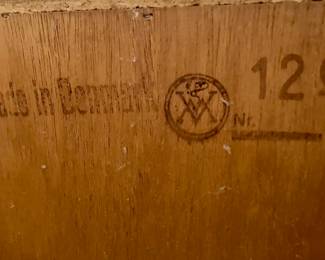 ade in Denmark
Nr. 12